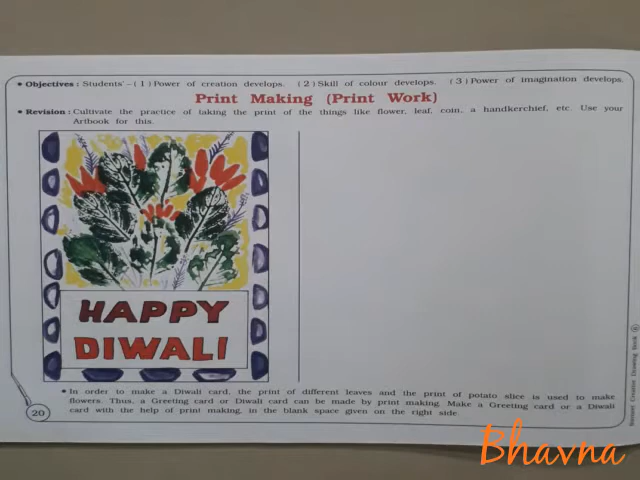 • Objectives : Students' – ( 1 ) Power of creation develops. ( 2 ) Skill of colour develops. ( 3 ) Power of imagination develops.
Print Making (Print Work)
• Revision : Cultivate the practice of taking the print of the things like flower, leaf, coin, a handkerchief, etc. Use your
Artbook for this.
HAPPY
DIWALI
• In order to make a Diwali card, the print of different leaves and the print of potato slice is used to make
flowers. Thus, a Greeting card or Diwali card can be made by print making. Make a Greeting card or a Diwali
card with the help of print making, in the blank space given on the right side.
20
Creative Drawing Book
Bhavna